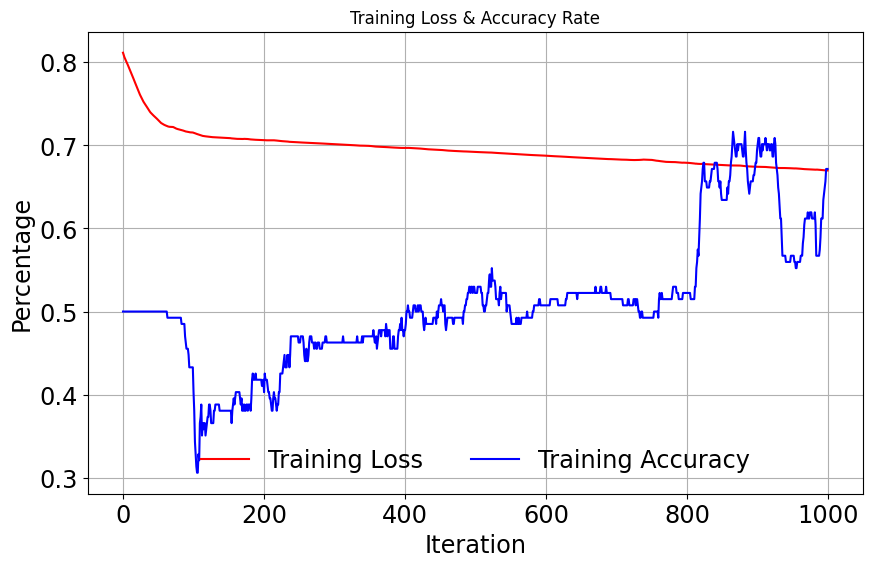 Training Loss & Accuracy Rate
0.8
0.7
0.6
0.5
0.4
0.3
Percentage
Training Loss
Training Accuracy
0 200 400 600 800 1000
Iteration